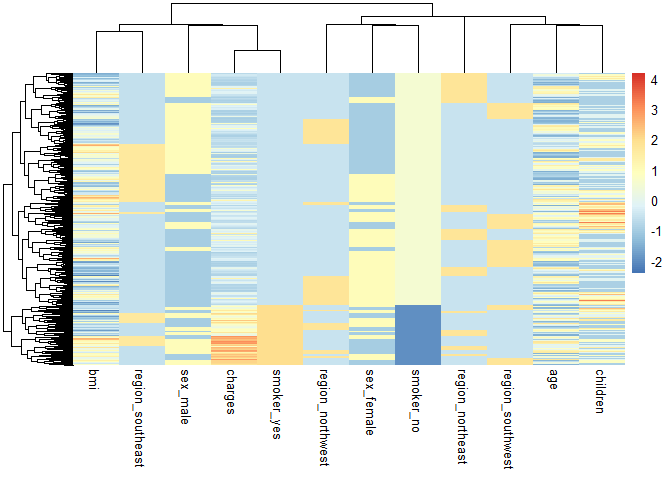 4
3
2
1
0
-1
-2
bmi
region_southeast
sex_male
charges
smoker_yes
region_northwest
sex_female
smoker_no
region_northeast
region_southwest
age
children